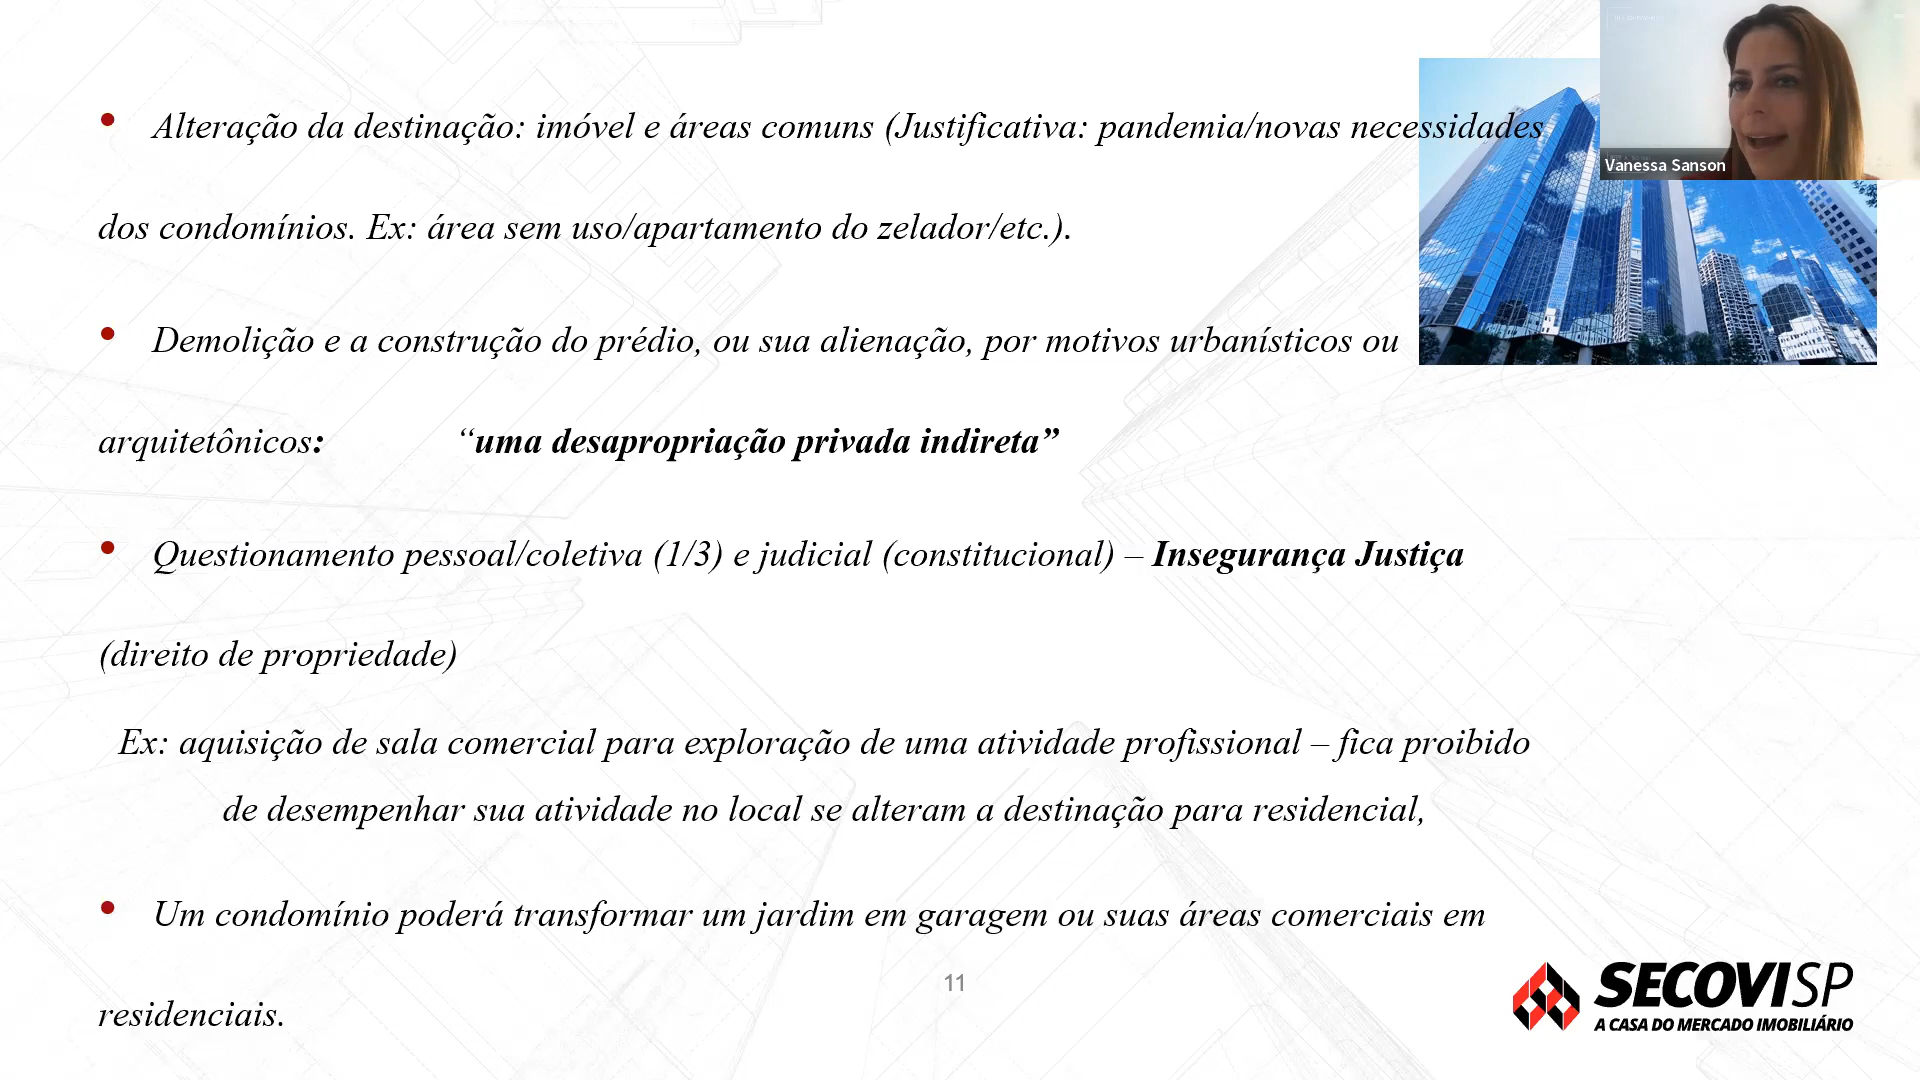 • Alteração da destinação: imóvel e áreas comuns (Justificativa: pandemia/novas necessidades
dos condomínios. Ex: área sem uso/apartamento do zelador/etc.).
• Demolição e a construção do prédio, ou sua alienação, por motivos urbanísticos ou
arquitetônicos: “uma desapropriação privada indireta”
• Questionamento pessoal/coletiva (1/3) e judicial (constitucional) – Insegurança Justiça
(direito de propriedade)
Ex: aquisição de sala comercial para exploração de uma atividade profissional – fica proibido
de desempenhar sua atividade no local se alteram a destinação para residencial,
• Um condomínio poderá transformar um jardim em garagem ou suas áreas comerciais em
residenciais.
Vanessa Sanson
11
SECOVISP
A CASA DO MERCADO IMOBILIÁRIO